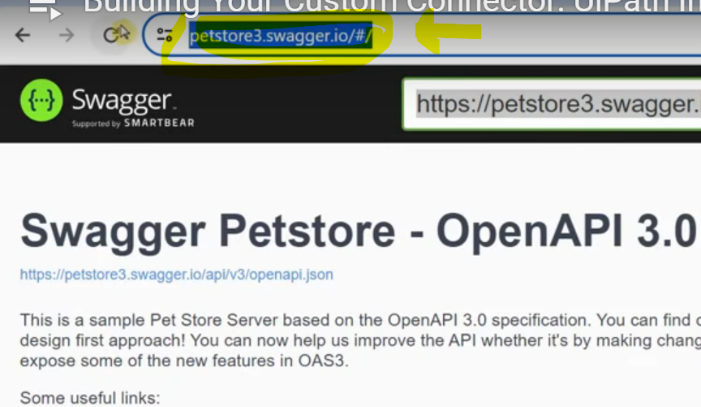 Building Your Custom Connector: UiPath In
petstore3.swagger.io/#/
{...} Swagger.
Supported by SMARTBEAR
https://petstore3.swagger.
Swagger Petstore - OpenAPI 3.0
https://petstore3.swagger.io/api/v3/openapi.json
This is a sample Pet Store Server based on the OpenAPI 3.0 specification. You can find
design first approach! You can now help us improve the API whether it's by making chang
expose some of the new features in OAS3.
Some useful links: